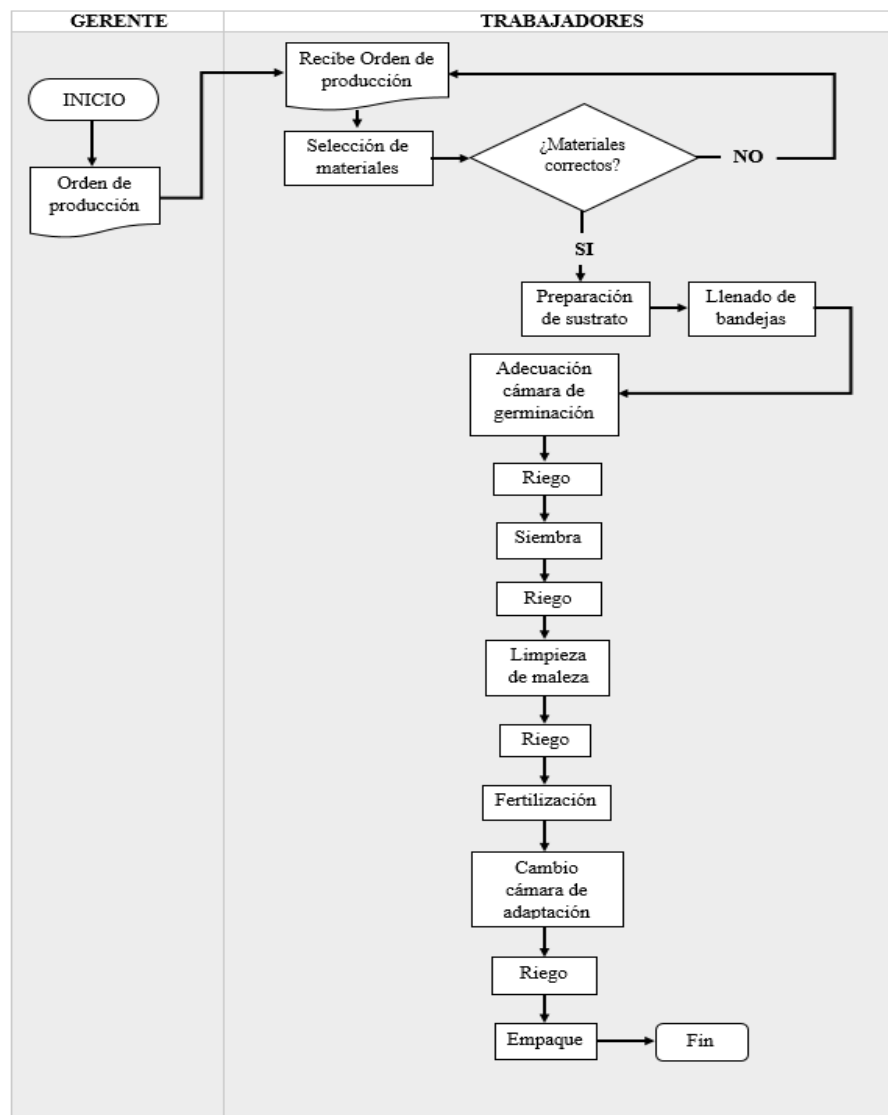 GERENTE
TRABAJADORES
INICIO
Orden de
producción
Recibe Orden de
producción
Selección de
materiales
¿Materiales
correctos?
NO
SI
Preparación
de sustrato
Llenado de
bandejas
Adecuación
cámara de
germinación
Riego
Siembra
Riego
Limpieza
de maleza
Riego
Fertilización
Cambio
cámara de
adaptación
Riego
Empaque
Fin